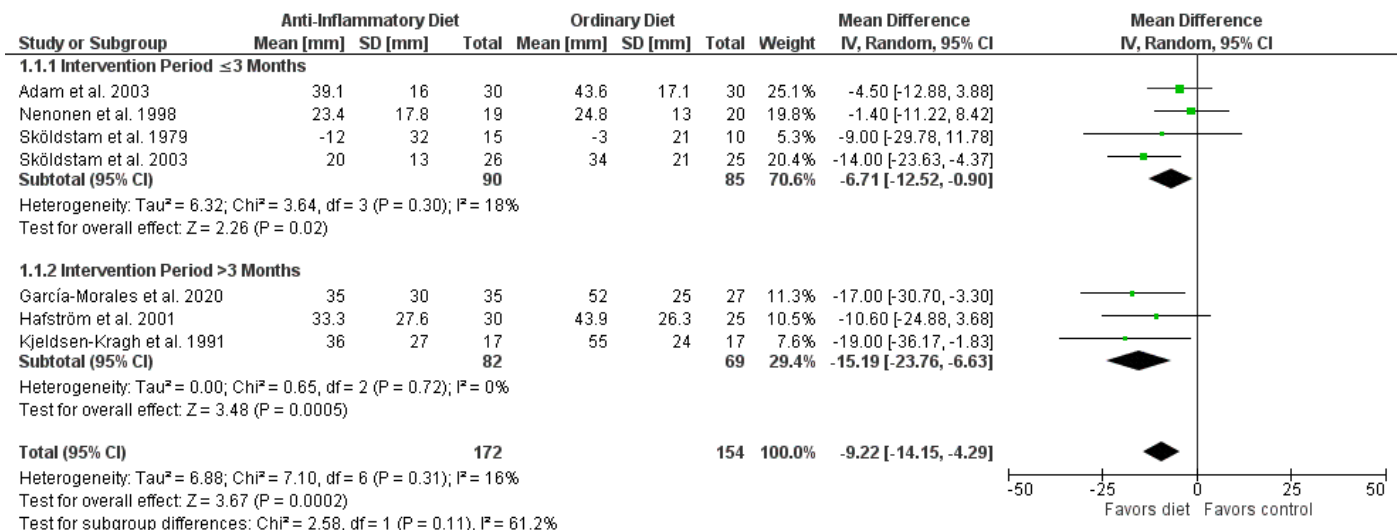 Anti-Inflammatory Diet Ordinary Diet Mean Difference Mean Difference
Study or Subgroup Mean [mm] SD [mm] Total Mean [mm] SD [mm] Total Weight IV, Random, 95% CI IV, Random, 95% CI
1.1.1 Intervention Period ≤3 Months
Adam et al. 2003 39.1 16 30 43.6 17.1 30 25.1% -4.50 [-12.88, 3.88]
Nenonen et al. 1998 23.4 17.8 19 24.8 13 20 19.8% -1.40 [-11.22, 8.42]
Sköldstam et al. 1979 -12 32 15 -3 21 10 5.3% -9.00 [-29.78, 11.78]
Sköldstam et al. 2003 20 13 26 34 21 25 20.4% -14.00 [-23.63, -4.37]
Subtotal (95% CI) 90 85 70.6% -6.71 [-12.52, -0.90]
Heterogeneity: Tau² = 6.32; Chi² = 3.64, df = 3 (P = 0.30); I² = 18%
Test for overall effect: Z = 2.26 (P = 0.02)
1.1.2 Intervention Period >3 Months
García-Morales et al. 2020 35 30 35 52 25 27 11.3% -17.00 [-30.70, -3.30]
Hafström et al. 2001 33.3 27.6 30 43.9 26.3 25 10.5% -10.60 [-24.88, 3.68]
Kjeldsen-Kragh et al. 1991 36 27 17 55 24 17 7.6% -19.00 [-36.17, -1.83]
Subtotal (95% CI) 82 69 29.4% -15.19 [-23.76, -6.63]
Heterogeneity: Tau² = 0.00; Chi² = 0.65, df = 2 (P = 0.72); I² = 0%
Test for overall effect: Z = 3.48 (P = 0.0005)
Total (95% CI) 172 154 100.0% -9.22 [-14.15, -4.29]
Heterogeneity: Tau² = 6.88; Chi² = 7.10, df = 6 (P = 0.31); I² = 16%
Test for overall effect: Z = 3.67 (P = 0.0002)
Test for subgroup differences: Chi² = 2.58, df = 1 (P = 0.11), I² = 61.2%
-50 -25 0 25 50
Favors diet Favors control